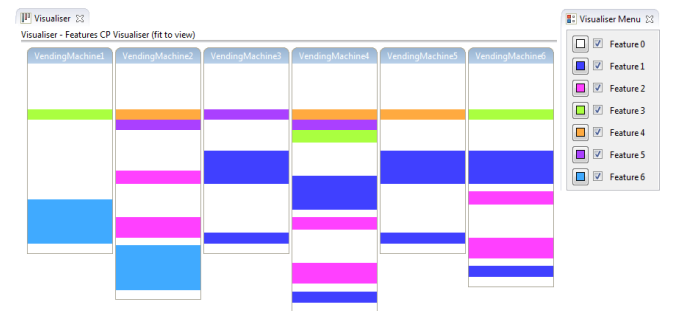 Visualiser
Visualiser - Features CP Visualiser (fit to view)
VendingMachine1 VendingMachine2 VendingMachine3 VendingMachine4 VendingMachine5 VendingMachine6
Visualiser Menu
Feature 0
Feature 1
Feature 2
Feature 3
Feature 4
Feature 5
Feature 6